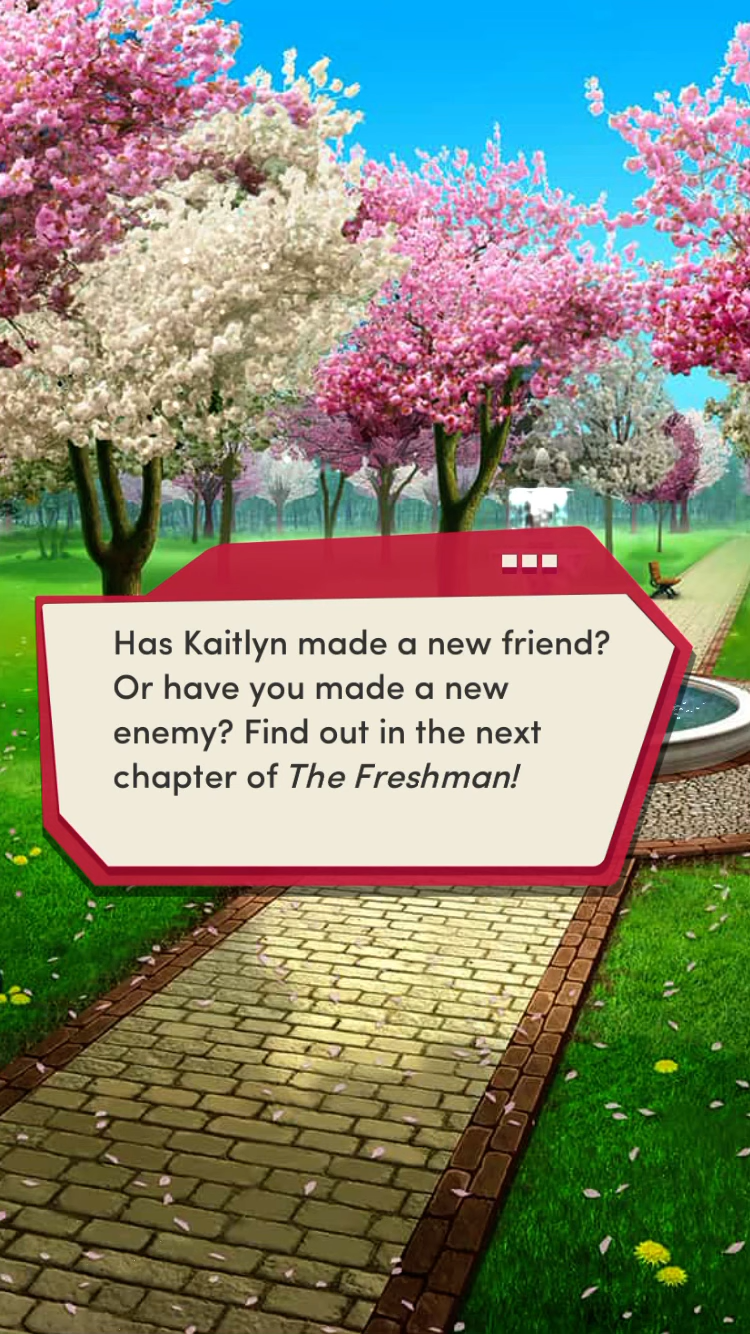 Has Kaitlyn made a new friend?
Or have you made a new
enemy? Find out in the next
chapter of The Freshman!